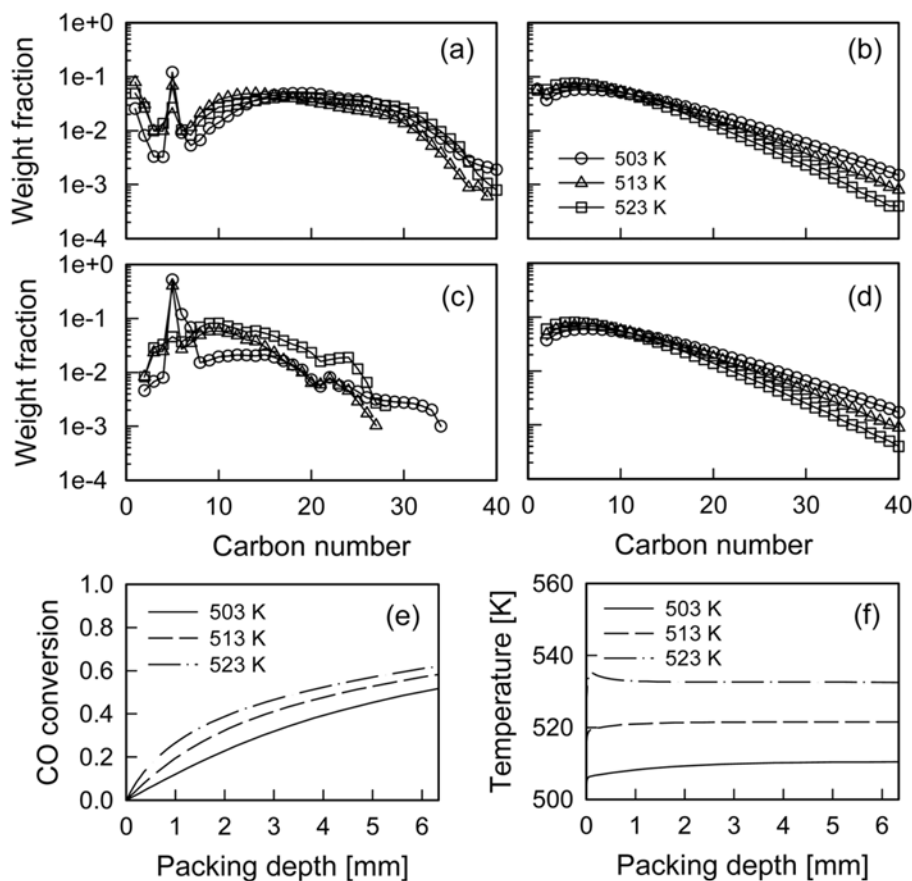 1e+0
1e-1
1e-2
1e-3
1e-4
Weight fraction
(a)
(b)
503 K
513 K
523 K
Weight fraction
1e+0
1e-1
1e-2
1e-3
1e-4
Weight fraction
(c)
(d)
Weight fraction
0 10 20 30 40
0 10 20 30 40
Carbon number
Carbon number
1.0
0.8
0.6
0.4
0.2
0.0
CO conversion
503 K
513 K
523 K
(e)
0 1 2 3 4 5 6
Packing depth [mm]
560
540
520
500
Temperature [K]
503 K
513 K
523 K
(f)
0 1 2 3 4 5 6
Packing depth [mm]